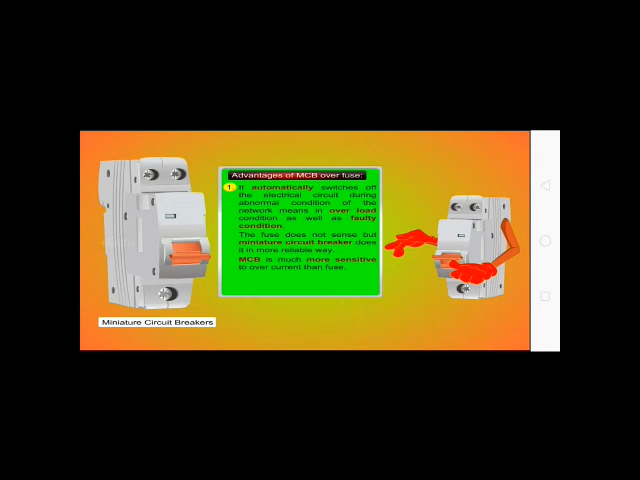 Advantages of MCB over fuse:
1 It automatically switches off
the electrical circuit during
abnormal condition of the
network means in over load
condition as well as faulty
condition.
The fuse does not sense but
miniature circuit breaker does
it in more reliable way.
MCB is much more sensitive
to over current than fuse.
Miniature Circuit Breakers